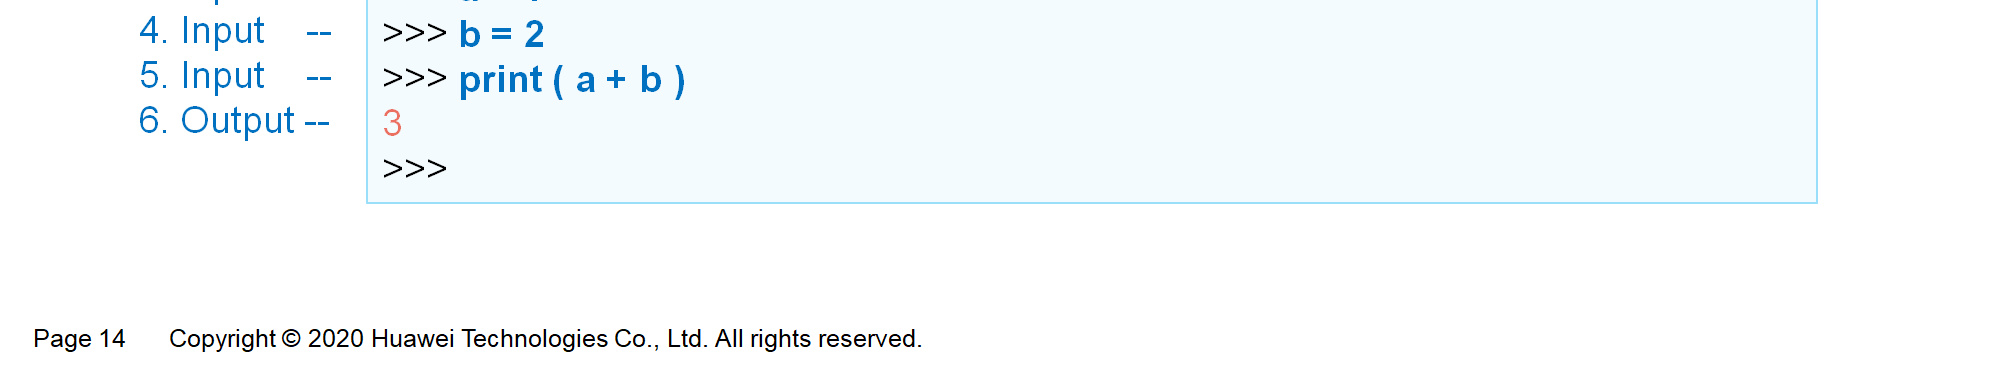 4. Input -- >>> b = 2
5. Input -- >>> print ( a + b )
6. Output -- 3
>>>
Page 14 Copyright © 2020 Huawei Technologies Co., Ltd. All rights reserved.